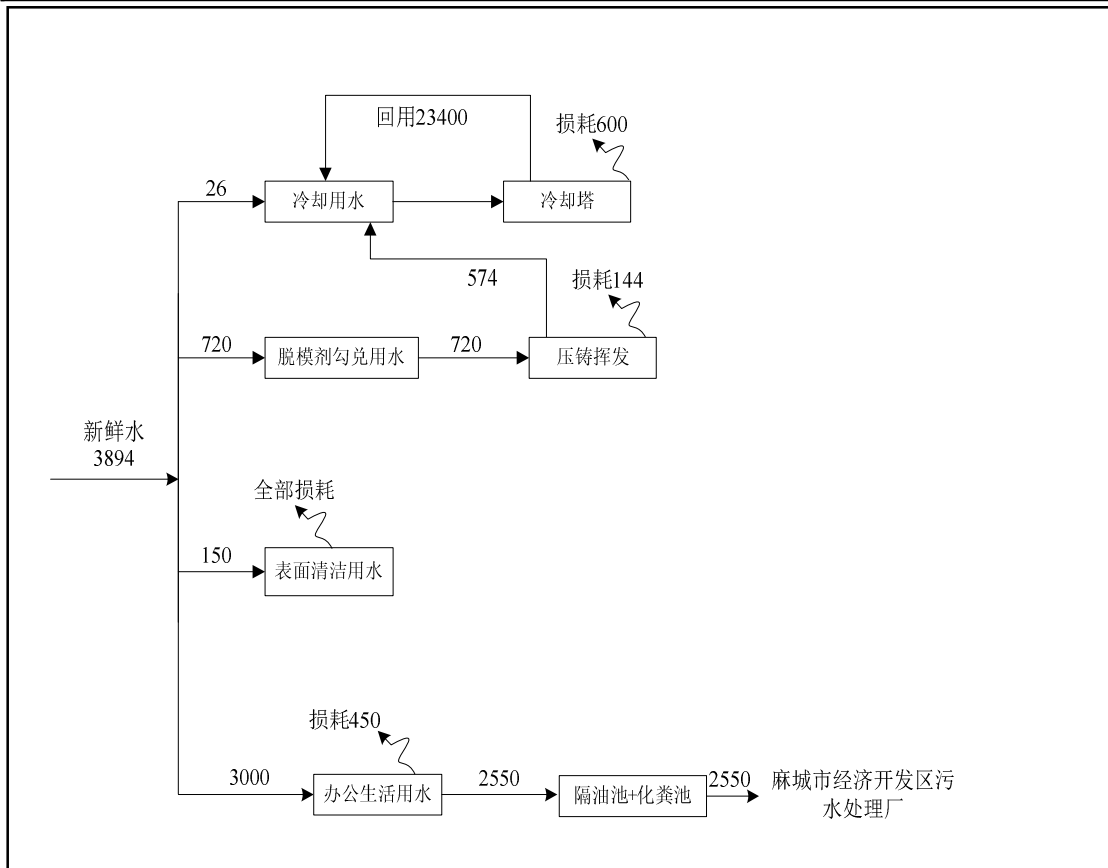 回用23400
损耗600
26
冷却用水
冷却塔
574
损耗144
720
脱模剂勾兑用水
720
压铸挥发
新鲜水
3894
全部损耗
150
表面清洁用水
损耗450
3000
办公生活用水
2550
隔油池+化粪池
2550
麻城市经济开发区污
水处理厂